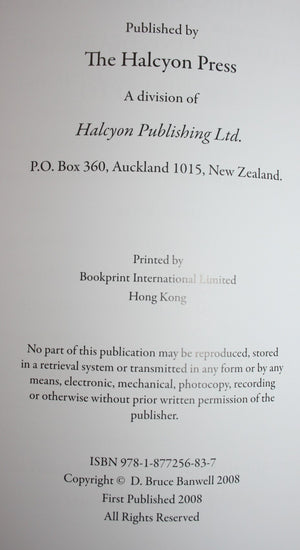 Published by
The Halcyon Press
A division of
Halcyon Publishing Ltd.
P.O. Box 360, Auckland 1015, New Zealand.
Printed by
Bookprint International Limited
Hong Kong
No part of this publication may be reproduced, stored
in a retrieval system or transmitted in any form or by any
means, electronic, mechanical, photocopy, recording
or otherwise without prior written permission of the
publisher.
ISBN 978-1-877256-83-7
Copyright © D. Bruce Banwell 2008
First Published 2008
All Rights Reserved